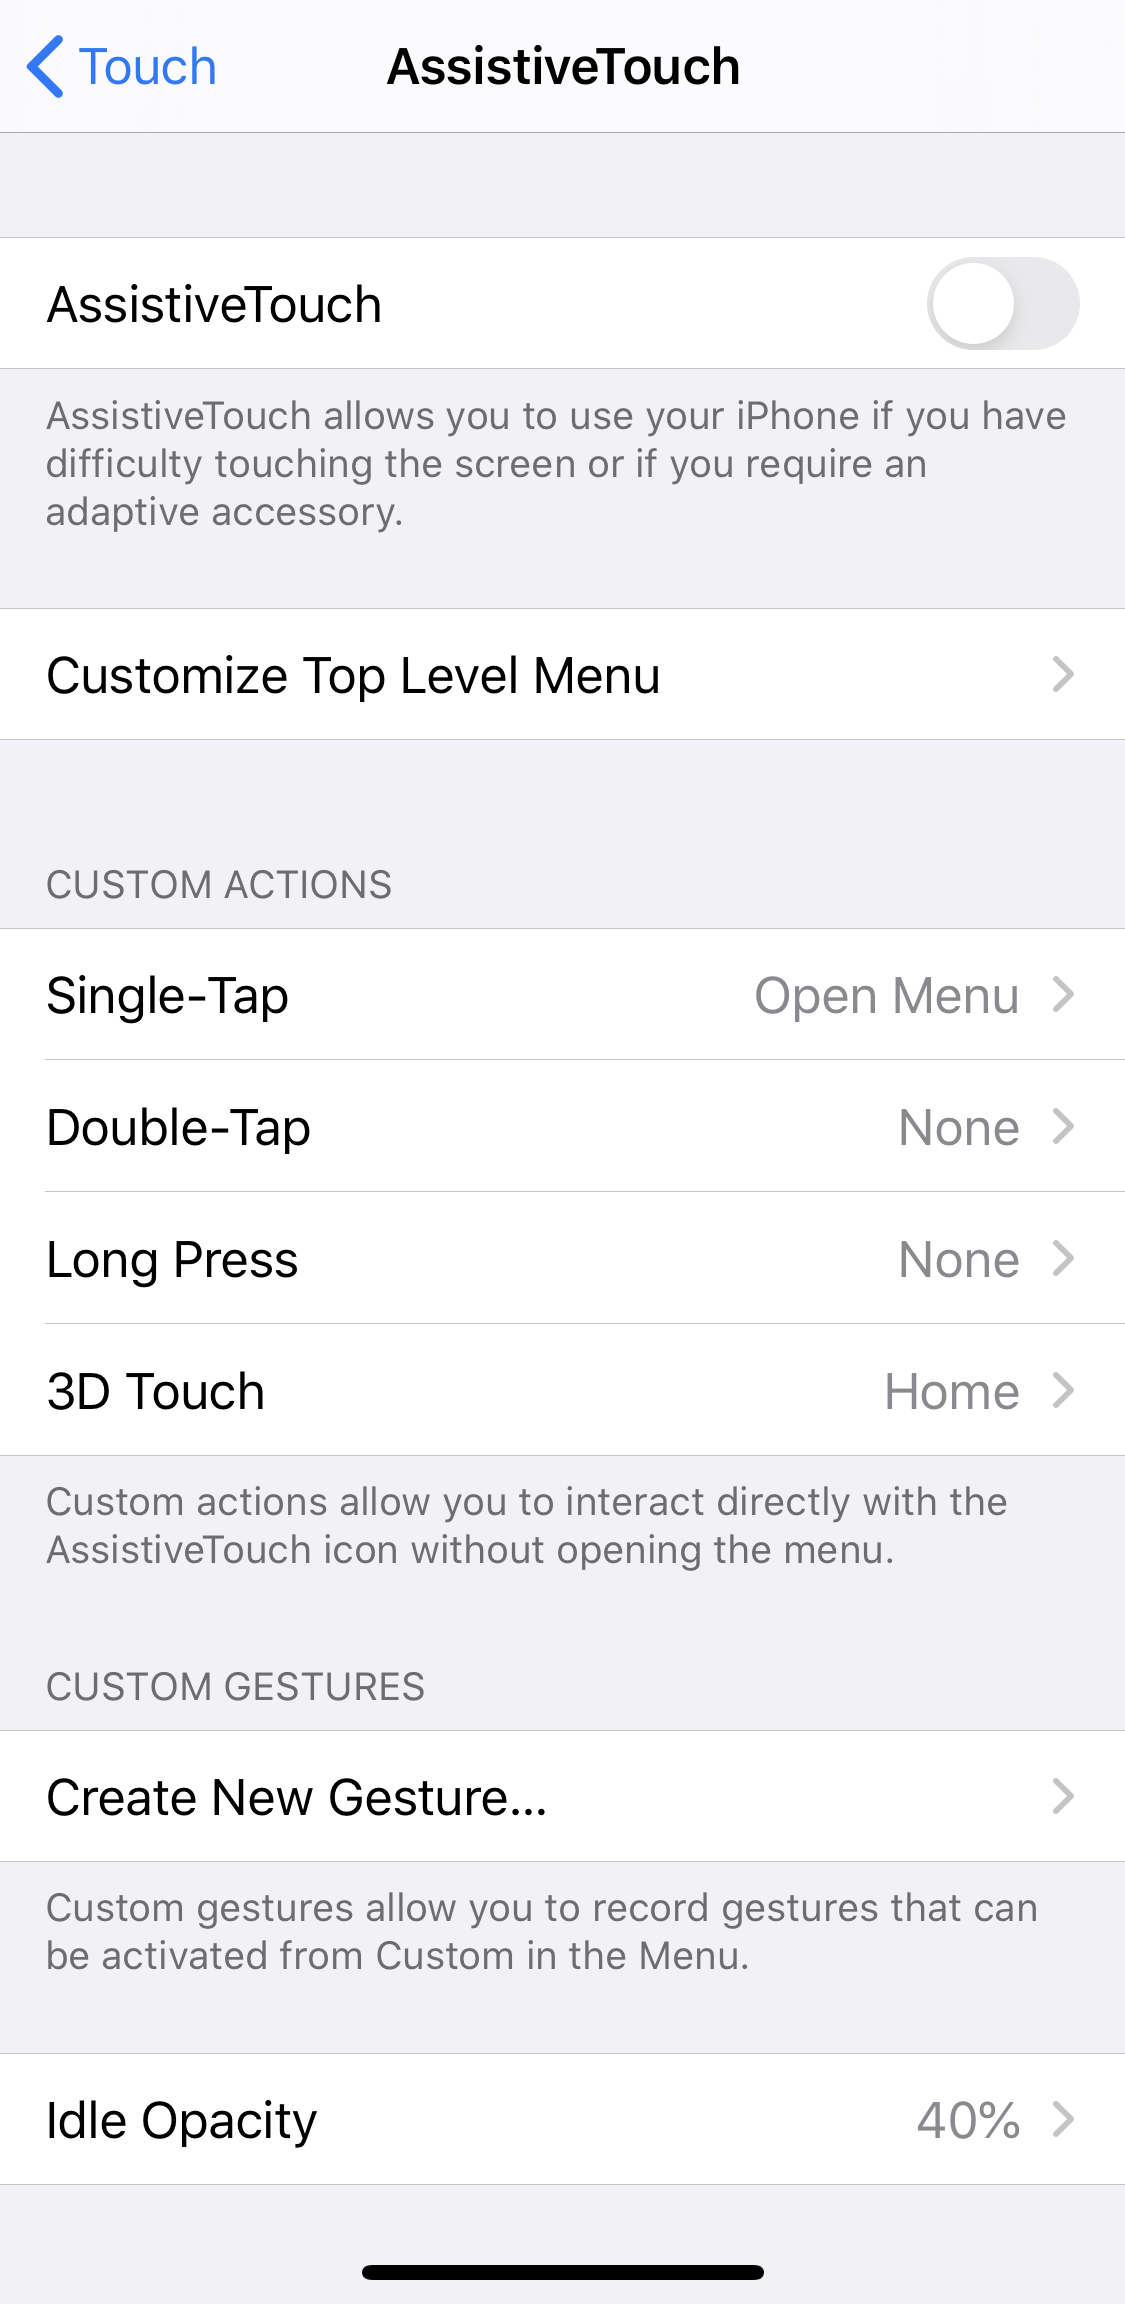 Touch
AssistiveTouch
AssistiveTouch
AssistiveTouch allows you to use your iPhone if you have
difficulty touching the screen or if you require an
adaptive accessory.
Customize Top Level Menu
CUSTOM ACTIONS
Single-Tap Open Menu
Double-Tap None
Long Press None
3D Touch Home
Custom actions allow you to interact directly with the
AssistiveTouch icon without opening the menu.
CUSTOM GESTURES
Create New Gesture...
Custom gestures allow you to record gestures that can
be activated from Custom in the Menu.
Idle Opacity 40%